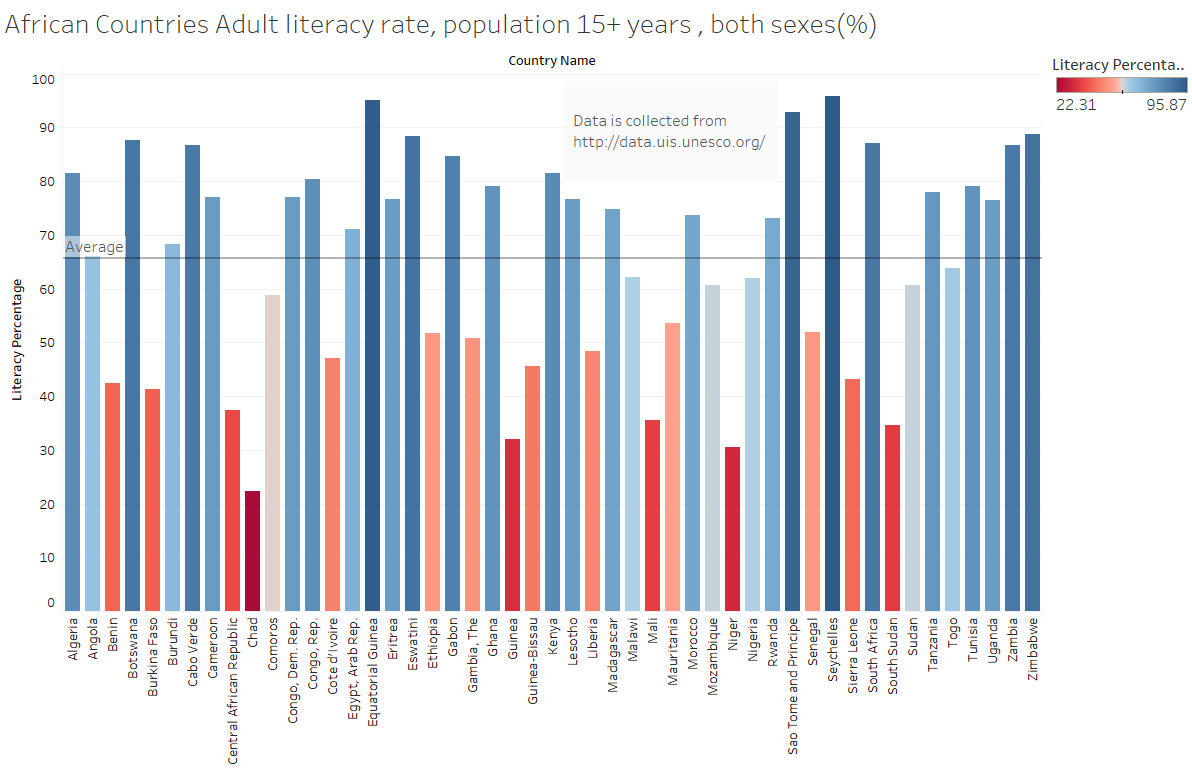 African Countries Adult literacy rate, population 15+ years , both sexes(%)
Country Name
Literacy Percenta..
22.31
95.87
Data is collected from
http://data.uis.unesco.org/
Average
Literacy Percentage
100
90
80
70
60
50
40
30
20
10
0
Algeria
Angola
Benin
Botswana
Burkina Faso
Burundi
Cabo Verde
Cameroon
Central African Republic
Chad
Comoros
Congo, Dem. Rep.
Congo, Rep.
Cote d'Ivoire
Egypt, Arab Rep.
Equatorial Guinea
Eritrea
Eswatini
Ethiopia
Gabon
Gambia, The
Ghana
Guinea
Guinea-Bissau
Kenya
Lesotho
Liberia
Madagascar
Malawi
Mali
Mauritania
Morocco
Mozambique
Niger
Nigeria
Rwanda
Sao Tome and Principe
Senegal
Seychelles
Sierra Leone
South Africa
South Sudan
Sudan
Tanzania
Togo
Tunisia
Uganda
Zambia
Zimbabwe